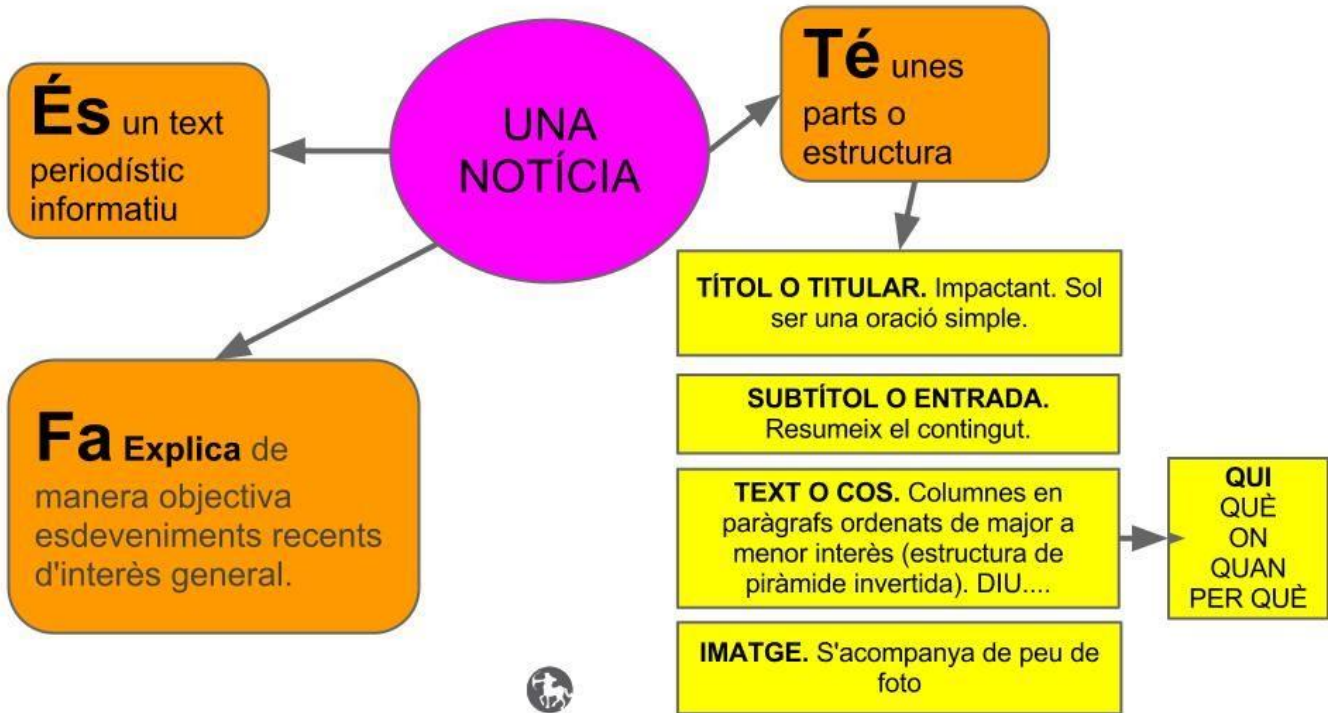 UNA
NOTÍCIA
És un text
periodístic
informatiu
Fa Explica de
manera objectiva
esdeveniments recents
d'interès general.
Té unes
parts o
estructura
TÍTOL O TITULAR. Impactant. Sol
ser una oració simple.
SUBTÍTOL O ENTRADA.
Resumeix el contingut.
TEXT O COS. Columnes en
paràgrafs ordenats de major a
menor interès (estructura de
piràmide invertida). DIU....
QUI
QUÈ
ON
QUAN
PER QUÈ
IMATGE. S'acompanya de peu de
foto